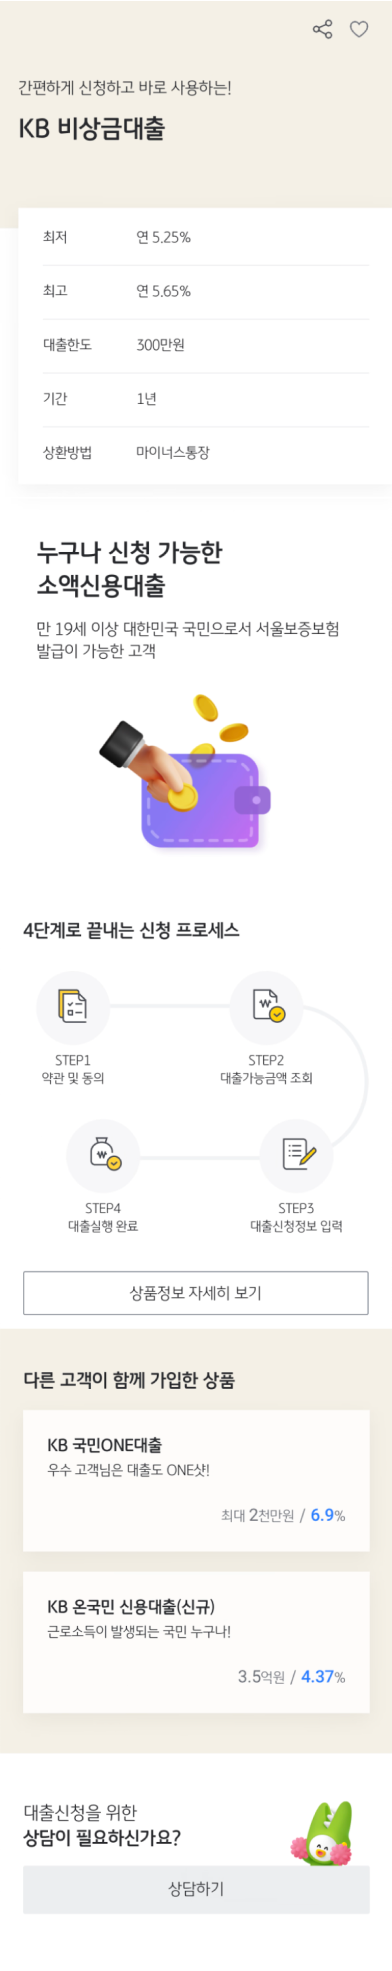 간편하게 신청하고 바로 사용하는!
KB 비상금대출
최저 연 5.25%
최고 연 5.65%
대출한도 300만원
기간 1년
상환방법 마이너스통장
누구나 신청 가능한
소액신용대출
만 19세 이상 대한민국 국민으로서 서울보증보험
발급이 가능한 고객
4단계로 끝내는 신청 프로세스
STEP1
약관 및 동의
STEP2
대출가능금액 조회
STEP3
대출신청정보 입력
STEP4
대출실행 완료
상품정보 자세히 보기
다른 고객이 함께 가입한 상품
KB 국민ONE대출
우수 고객님은 대출도 ONE샷!
최대 2천만원 / 6.9%
KB 온국민 신용대출(신규)
근로소득이 발생되는 국민 누구나!
3.5억원 / 4.37%
대출신청을 위한
상담이 필요하신가요?
상담하기